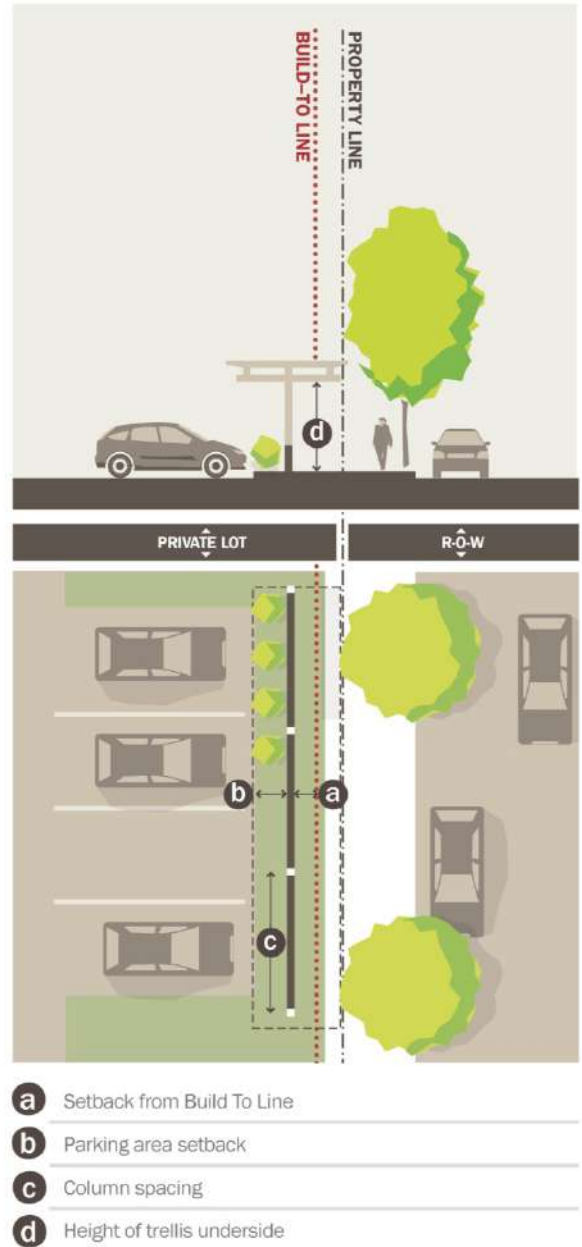 BUILD–TO LINE
PROPERTY LINE
d
PRIVATE LOT
R-O-W
b
a
c
a Setback from Build To Line
b Parking area setback
c Column spacing
d Height of trellis underside